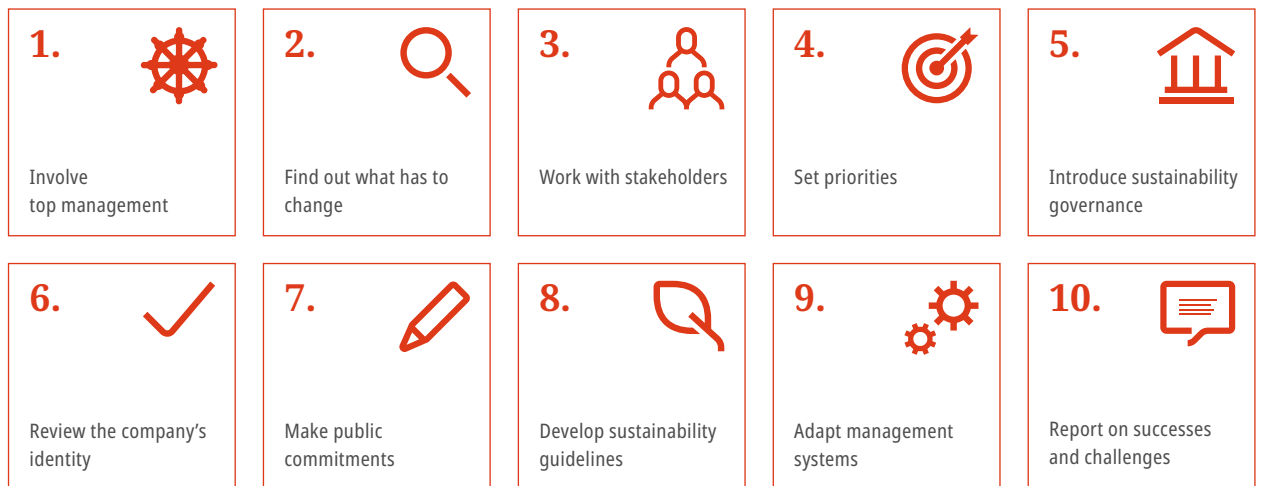 1.
Involve
top management
2.
Find out what has to
change
3.
Work with stakeholders
4.
Set priorities
5.
Introduce sustainability
governance
6.
Review the company's
identity
7.
Make public
commitments
8.
Develop sustainability
guidelines
9.
Adapt management
systems
10.
Report on successes
and challenges